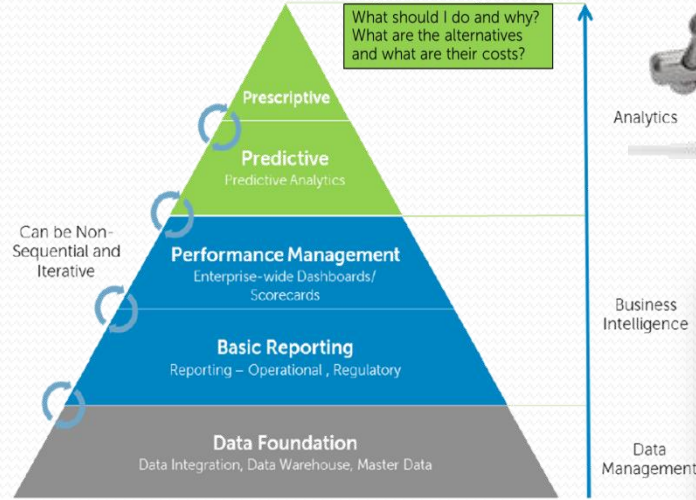 What should I do and why?
What are the alternatives
and what are their costs?
Prescriptive
Analytics
Predictive
Predictive Analytics
Can be Non-
Sequential and
Iterative
Performance Management
Enterprise-wide Dashboards/
Scorecards
Business
Intelligence
Basic Reporting
Reporting – Operational , Regulatory
Data Foundation
Data Integration, Data Warehouse, Master Data
Data
Management